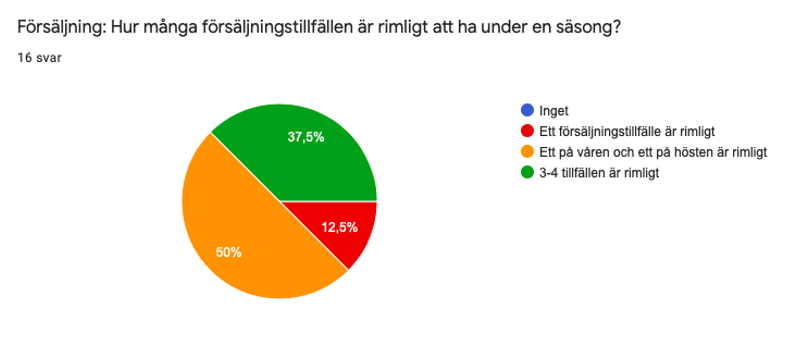 Försäljning: Hur många försäljningstillfällen är rimligt att ha under en säsong?
16 svar
37,5%
12,5%
50%
Inget
Ett försäljningstillfälle är rimligt
Ett på våren och ett på hösten är rimligt
3-4 tillfällen är rimligt